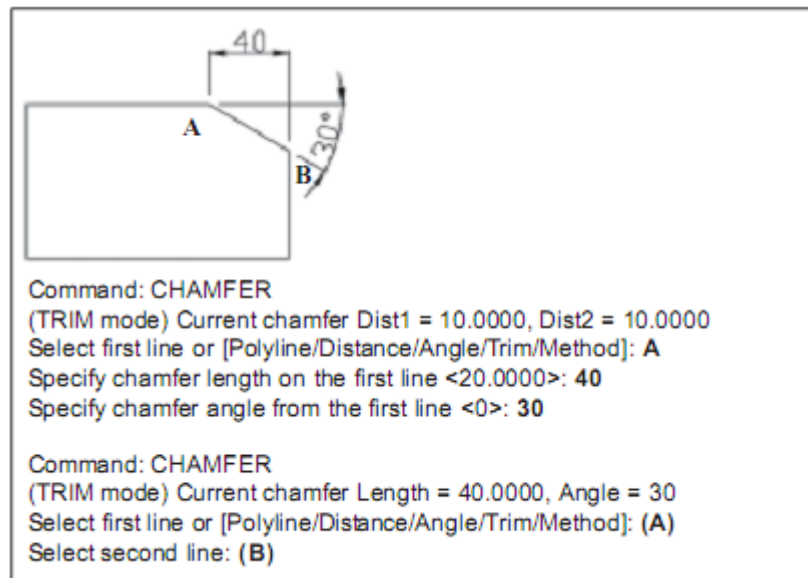 40
A
30°
B
Command: CHAMFER
(TRIM mode) Current chamfer Dist1 = 10.0000, Dist2 = 10.0000
Select first line or [Polyline/Distance/Angle/Trim/Method]: A
Specify chamfer length on the first line <20.0000>: 40
Specify chamfer angle from the first line <0>: 30
Command: CHAMFER
(TRIM mode) Current chamfer Length = 40.0000, Angle = 30
Select first line or [Polyline/Distance/Angle/Trim/Method]: (A)
Select second line: (B)